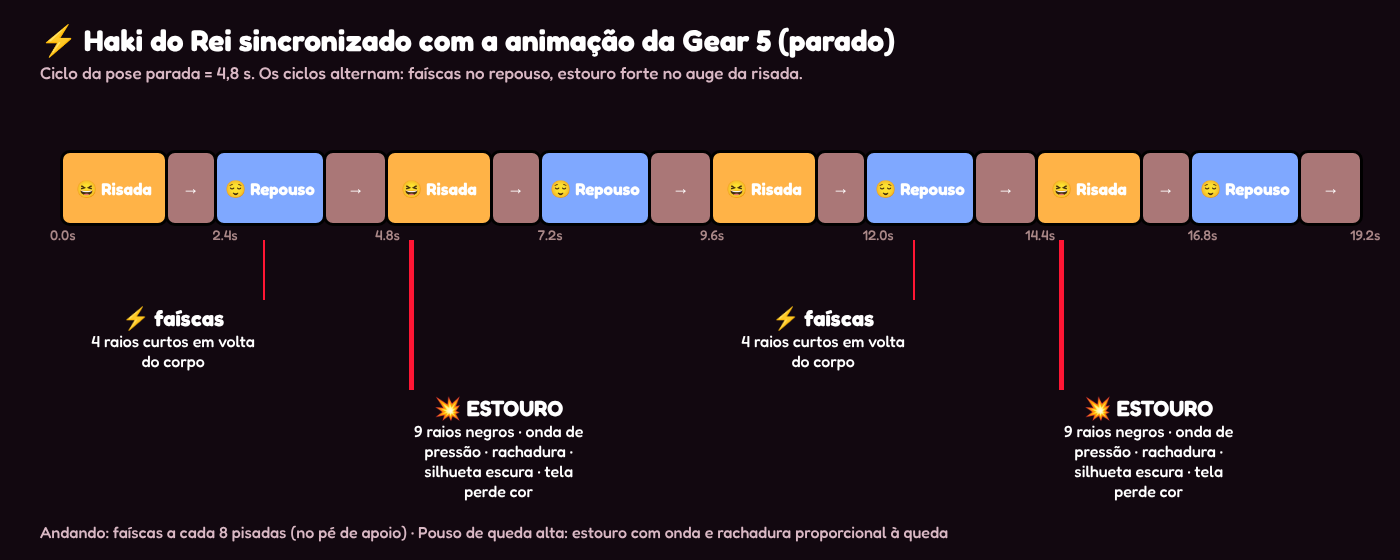 ⚡ Haki do Rei sincronizado com a animação da Gear 5 (parado)
Ciclo da pose parada = 4,8 s. Os ciclos alternam: faíscas no repouso, estouro forte no auge da risada.
😆 Risada → 😌 Repouso → 😆 Risada → 😌 Repouso → 😆 Risada → 😌 Repouso → 😆 Risada → 😌 Repouso →
0.0s 2.4s 4.8s 7.2s 9.6s 12.0s 14.4s 16.8s 19.2s
⚡ faíscas
4 raios curtos em volta
do corpo
⚡ faíscas
4 raios curtos em volta
do corpo
💥 ESTOURO
9 raios negros · onda de
pressão · rachadura ·
silhueta escura · tela
perde cor
💥 ESTOURO
9 raios negros · onda de
pressão · rachadura ·
silhueta escura · tela
perde cor
Andando: faíscas a cada 8 pisadas (no pé de apoio) · Pouso de queda alta: estouro com onda e rachadura proporcional à queda